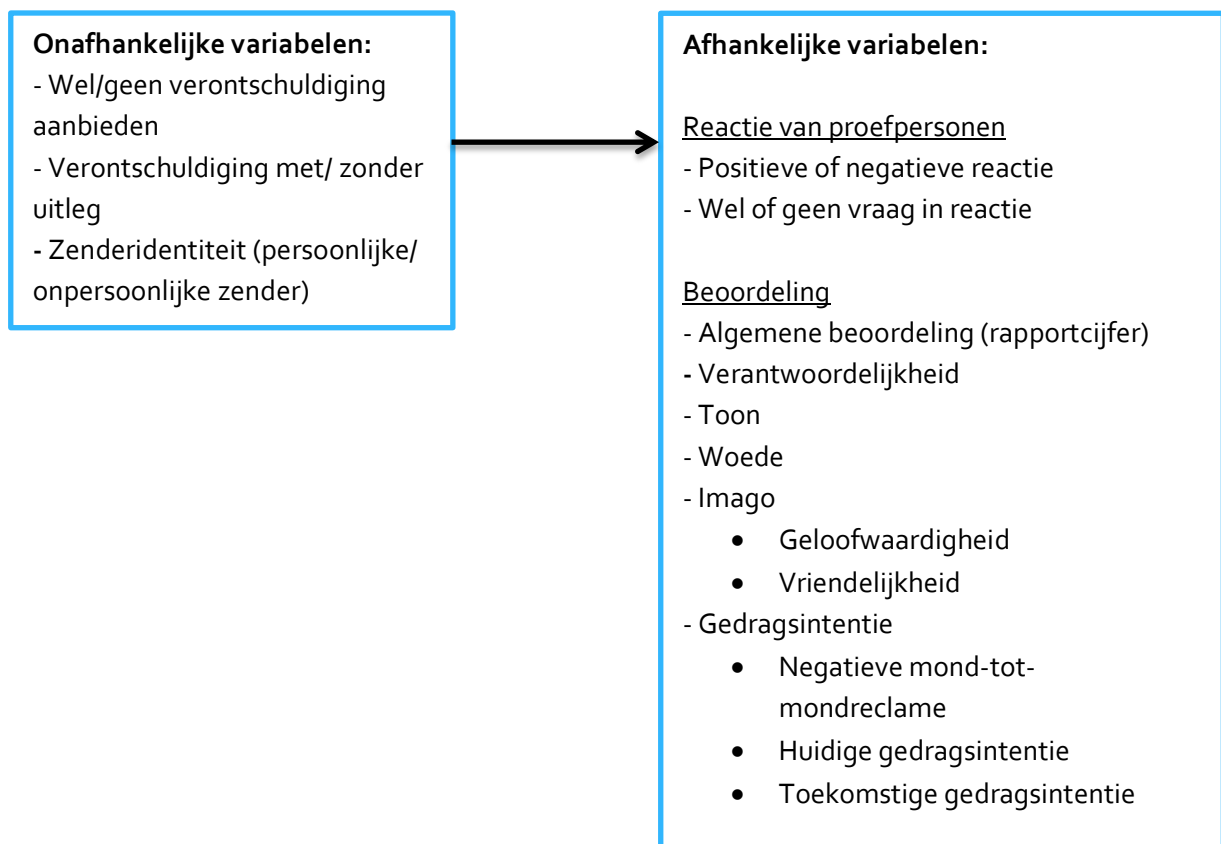 Onafhankelijke variabelen:
- Wel/geen verontschuldiging
aanbieden
- Verontschuldiging met/ zonder
uitleg
- Zenderidentiteit (persoonlijke/
onpersoonlijke zender)
Afhankelijke variabelen:
Reactie van proefpersonen
- Positieve of negatieve reactie
- Wel of geen vraag in reactie
Beoordeling
- Algemene beoordeling (rapportcijfer)
- Verantwoordelijkheid
- Toon
- Woede
- Imago
• Geloofwaardigheid
• Vriendelijkheid
- Gedragsintentie
• Negatieve mond-tot-
mondreclame
• Huidige gedragsintentie
• Toekomstige gedragsintentie